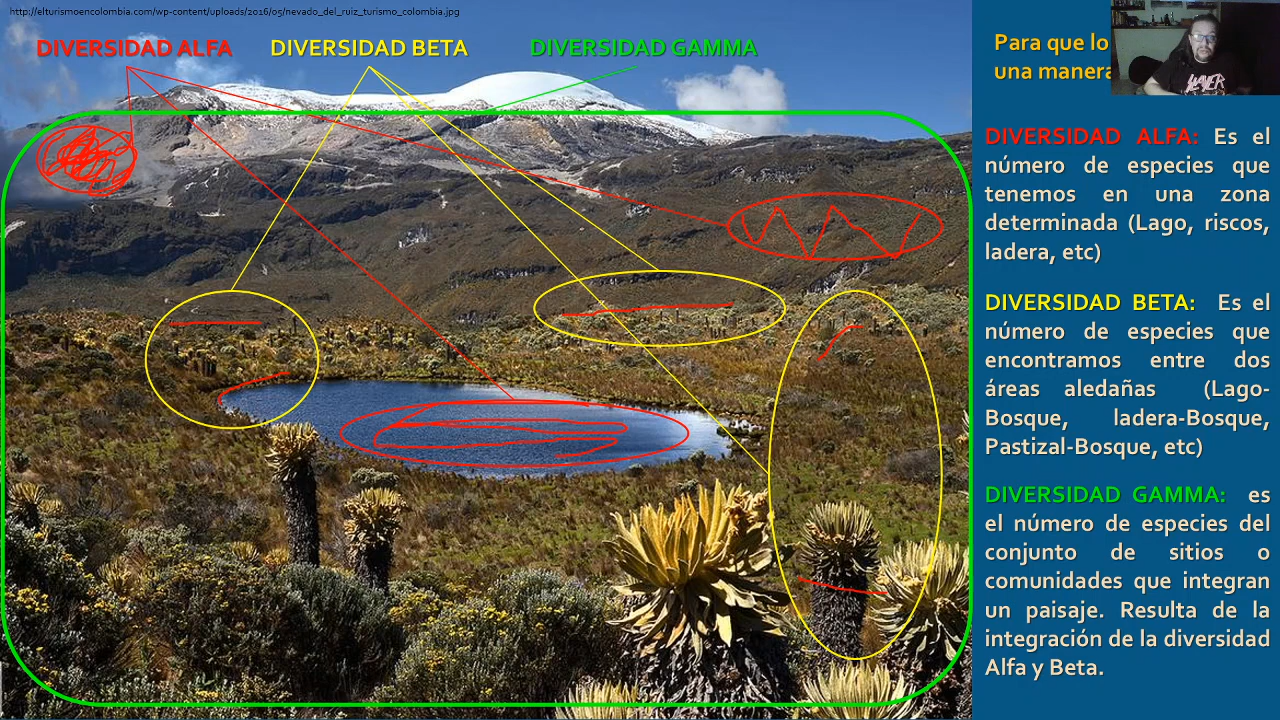 http://elturismoencolombia.com/wp-content/uploads/2016/05/nevado_del_ruiz_turismo_colombia.jpg
DIVERSIDAD ALFA DIVERSIDAD BETA DIVERSIDAD GAMMA
Para que lo
una manera
SLAYER
DIVERSIDAD ALFA: Es el
número de especies que
tenemos en una zona
determinada (Lago, riscos,
ladera, etc)
DIVERSIDAD BETA: Es el
número de especies que
encontramos entre dos
áreas aledañas (Lago-
Bosque, ladera-Bosque,
Pastizal-Bosque, etc)
DIVERSIDAD GAMMA: es
el número de especies del
conjunto de sitios o
comunidades que integran
un paisaje. Resulta de la
integración de la diversidad
Alfa y Beta.